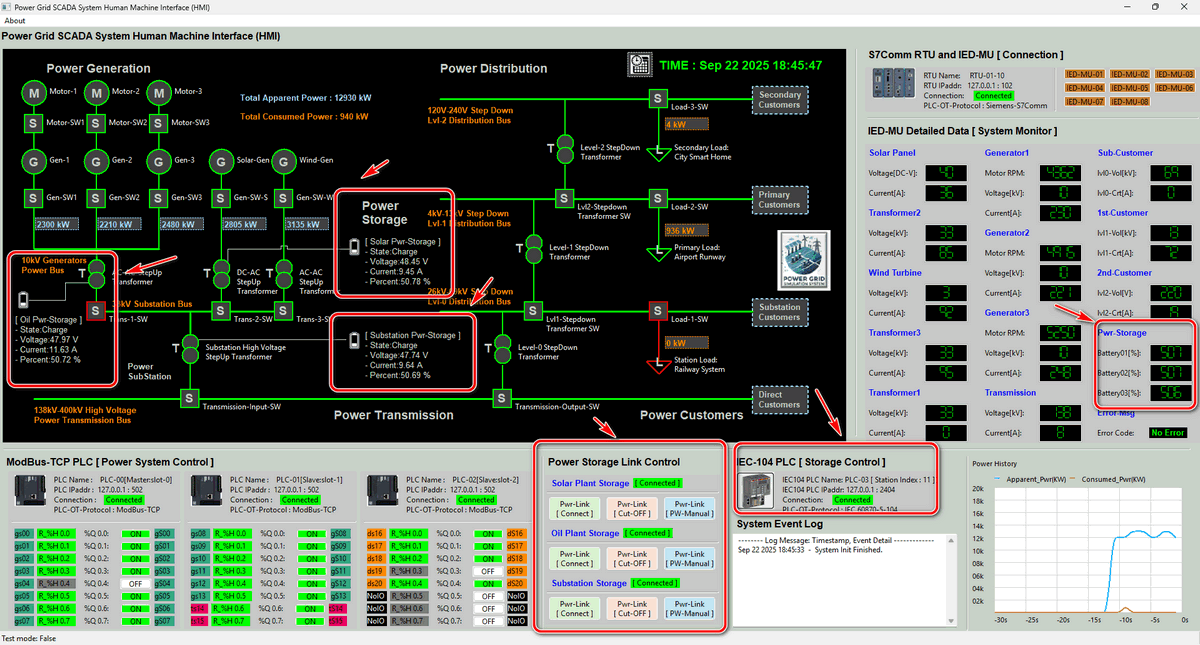 Power Grid SCADA System Human Machine Interface (HMI)
About
Power Grid SCADA System Human Machine Interface (HMI)
Power Generation
Power Distribution
TIME : Sep 22 2025 18:45:47
M Motor-1
M Motor-2
M Motor-3
S Motor-SW1
S Motor-SW2
S Motor-SW3
Total Apparent Power : 12930 kW
Total Consumed Power : 940 kW
G Gen-1
G Gen-2
G Gen-3
G Solar-Gen
G Wind-Gen
S Gen-SW1
S Gen-SW2
S Gen-SW3
S Gen-SW-S
S Gen-SW-W
2300 kW
2210 kW
2480 kW
2805 kW
3135 kW
10kV Generators
Power Bus
T
StepUp
Transformer
T DC-AC
StepUp
Transformer
T AC-AC
StepUp
Transformer
[ Oil Pwr-Storage ]
- State:Charge
- Voltage:47.97 V
- Current:11.63 A
- Percent:50.72 %
Substation Bus
S Trans-1-SW
S Trans-2-SW
S
Power
Storage
[ Solar Pwr-Storage ]
- State:Charge
- Voltage:48.45 V
- Current:9.45 A
- Percent:50.78 %
[ Substation Pwr-Storage ]
- State:Charge
- Voltage:47.74 V
- Current:9.64 A
- Percent:50.69 %
T Substation High Voltage
StepUp Transformer
Power
SubStation
138kV-400kV High Voltage
Power Transmission Bus
S Transmission-Input-SW
S Transmission-Output-SW
Power Transmission
Power Customers
120V-240V Step Down
Lvl-2 Distribution Bus
Step Down
Lvl-1 Distribution Bus
Step Down
Lvl-0 Distribution Bus
T Level-2 StepDown
Transformer
S Lvl2-Stepdown
Transformer SW
T Level-1 StepDown
Transformer
S Lvl1-StepDown
Transformer SW
T Level-0 StepDown
Transformer
S Load-3-SW
4 kW
L Secondary Load:
City Smart Home
S Load-2-SW
936 kW
L Primary Load:
Airport Runway
S Load-1-SW
0 kW
L Station Load:
Railway System
Secondary
Customers
Primary
Customers
POWER GRID
SIMULATION SYSTEM
Substation
Customers
Direct
Customers
S7Comm RTU and IED-MU [ Connection ]
RTU Name: RTU-01-10
RTU IPaddr: 127.0.0.1 : 102
Connection: Connected
PLC-OT-Protocol : Siemens-S7Comm
IED-MU-01 IED-MU-02 IED-MU-03
IED-MU-04 IED-MU-05 IED-MU-06
IED-MU-07 IED-MU-08
IED-MU Detailed Data [ System Monitor ]
Solar Panel
Voltage[DC-V]: 40
Current[A]: 36
Transformer2
Voltage[kV]: 33
Current[A]: 85
Wind Turbine
Voltage[kV]: 3
Current[A]: 92
Transformer3
Voltage[kV]: 33
Current[A]: 95
Transformer1
Voltage[kV]: 33
Current[A]: 0
Generator1
Motor RPM: 4362
Voltage[kV]: 0
Current[A]: 230
Generator2
Motor RPM: 4916
Voltage[kV]: 0
Current[A]: 221
Generator3
Motor RPM: 5250
Voltage[kV]: 0
Current[A]: 248
Transmission
Voltage[kV]: 68
Current[A]: 8
Sub-Customer
lvl0-Vol[kV]: 69
lvl0-Crt[A]: 0
1st-Customer
lvl1-Vol[kV]: 13
lvl1-Crt[A]: 72
2nd-Customer
lvl2-Vol[V]: 220
lvl2-Crt[A]:
Pwr-Storage
Battery01[%]: 507
Battery02[%]: 507
Battery03[%]: 506
Error-Msg
Error Code: No Error
ModBus-TCP PLC [ Power System Control ]
PLC Name : PLC-00[Master:slot-0]
PLC IPaddr : 127.0.0.1 : 502
Connection : Connected
PLC-OT-Protocol : ModBus-TCP
gs00 R_%H 0.0 %Q 0.0: ON gS00
gs01 R_%H 0.1 %Q 0.1: ON gS01
gs02 R_%H 0.2 %Q 0.2: ON gS02
gs03 R_%H 0.3 %Q 0.3: ON gS03
gs04 R_%H 0.4 %Q 0.4: OFF gS04
gs05 R_%H 0.5 %Q 0.5: ON gS05
gs06 R_%H 0.6 %Q 0.6: ON gS06
gs07 R_%H 0.7 %Q 0.7: ON gS07
PLC Name : PLC-01[Slave:slot-1]
PLC IPaddr : 127.0.0.1 : 502
Connection : Connected
PLC-OT-Protocol : ModBus-TCP
gs08 R_%H 0.0 %Q 0.0: ON gS08
gs09 R_%H 0.1 %Q 0.1: ON gS09
gs10 R_%H 0.2 %Q 0.2: ON gS10
gs11 R_%H 0.3 %Q 0.3: ON gS11
gs12 R_%H 0.4 %Q 0.4: ON gS12
gs13 R_%H 0.5 %Q 0.5: ON gS13
ts14 R_%H 0.6 %Q 0.6: ON tS14
ts15 R_%H 0.7 %Q 0.7: ON tS15
PLC Name : PLC-02[Slave:slot-2]
PLC IPaddr : 127.0.0.1 : 502
Connection : Connected
PLC-OT-Protocol : ModBus-TCP
ds16 R_%H 0.0 %Q 0.0: ON dS16
ds17 R_%H 0.1 %Q 0.1: ON dS17
ds18 R_%H 0.2 %Q 0.2: ON dS18
ds19 R_%H 0.3 %Q 0.3: OFF dS19
ds20 R_%H 0.4 %Q 0.4: ON dS20
NoIO R_%H 0.5 %Q 0.5: OFF NoIO
NoIO R_%H 0.6 %Q 0.6: OFF NoIO
NoIO R_%H 0.7 %Q 0.7: OFF NoIO
Power Storage Link Control
Solar Plant Storage [ Connected ]
Pwr-Link Pwr-Link Pwr-Link
[ Connect ] [ Cut-OFF ] [ PW-Manual ]
Oil Plant Storage [ Connected ]
Pwr-Link Pwr-Link Pwr-Link
[ Connect ] [ Cut-OFF ] [ PW-Manual ]
Substation Storage [ Connected ]
Pwr-Link Pwr-Link Pwr-Link
[ Connect ] [ Cut-OFF ] [ PW-Manual ]
IEC-104 PLC [ Storage Control ]
IEC104 PLC Name: PLC-03 [ Station Index : 11 ]
IEC104 PLC IPaddr : 127.0.0.1 : 2404
Connection : Connected
PLC-OT-Protocol : IEC 60870-5-104
System Event Log
-------- Log Message: Timestamp, Event Detail --------------
Sep 22 2025 18:45:33 - System Init Finished.
Power History
Apparent_Pwr(KW) Consumed_Pwr(KW)
20k
18k
16k
14k
12k
10k
08k
06k
04k
02k
-30s -25s -20s -15s -10s -5s 0s
Test mode: False